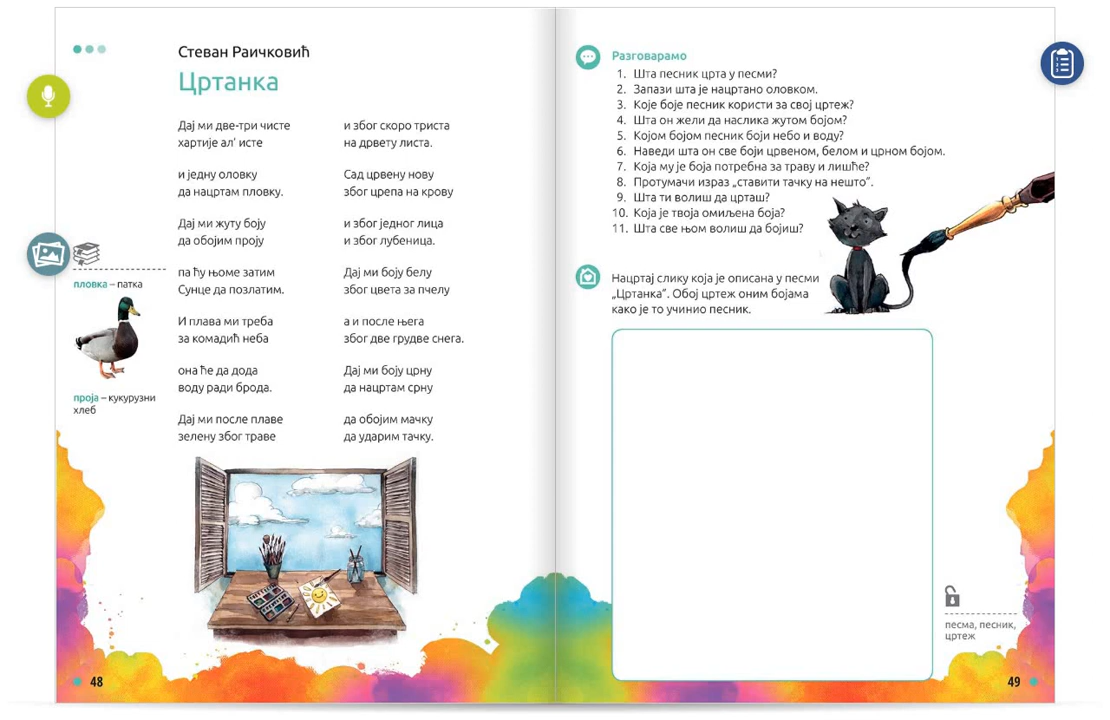 Стеван Раичковић
Цртанка
Дај ми две-три чисте
хартије ал' исте
и једну оловку
да нацртам пловку.
Дај ми жуту боју
да обојим проју
па ћу њоме затим
Сунце да позлатим.
И плава ми треба
за комадић неба
она ће да дода
воду ради брода.
Дај ми после плаве
зелену због траве
и због скоро триста
на дрвету листа.
Сад црвену нову
због црепа на крову
и због једног лица
и због лубеница.
Дај ми боју белу
због цвета за пчелу
а и после њега
због две грудве снега.
Дај ми боју црну
да нацртам срну
да обојим мачку
да ударим тачку.
пловка – патка
проја – кукурузни
хлеб
48
Разговарамо
1. Шта песник црта у песми?
2. Запази шта је нацртано оловком.
3. Које боје песник користи за свој цртеж?
4. Шта он жели да наслика жутом бојом?
5. Којом бојом песник боји небо и воду?
6. Наведи шта он све боји црвеном, белом и црном бојом.
7. Која му је боја потребна за траву и лишће?
8. Протумачи израз „ставити тачку на нешто“.
9. Шта ти волиш да црташ?
10. Која је твоја омиљена боја?
11. Шта све њом волиш да бојиш?
Нацртај слику која је описана у песми
„Цртанка“. Обој цртеж оним бојама
како је то учинио песник.
песма, песник,
цртеж
49